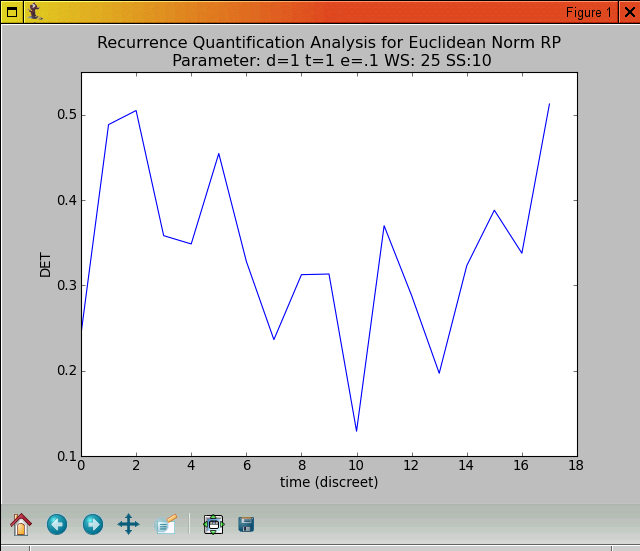 Figure 1
Recurrence Quantification Analysis for Euclidean Norm RP
Parameter: d=1 t=1 e=.1 WS: 25 SS:10
0.5
0.4
0.3
0.2
0.1
DET
0 2 4 6 8 10 12 14 16 18
time (discreet)